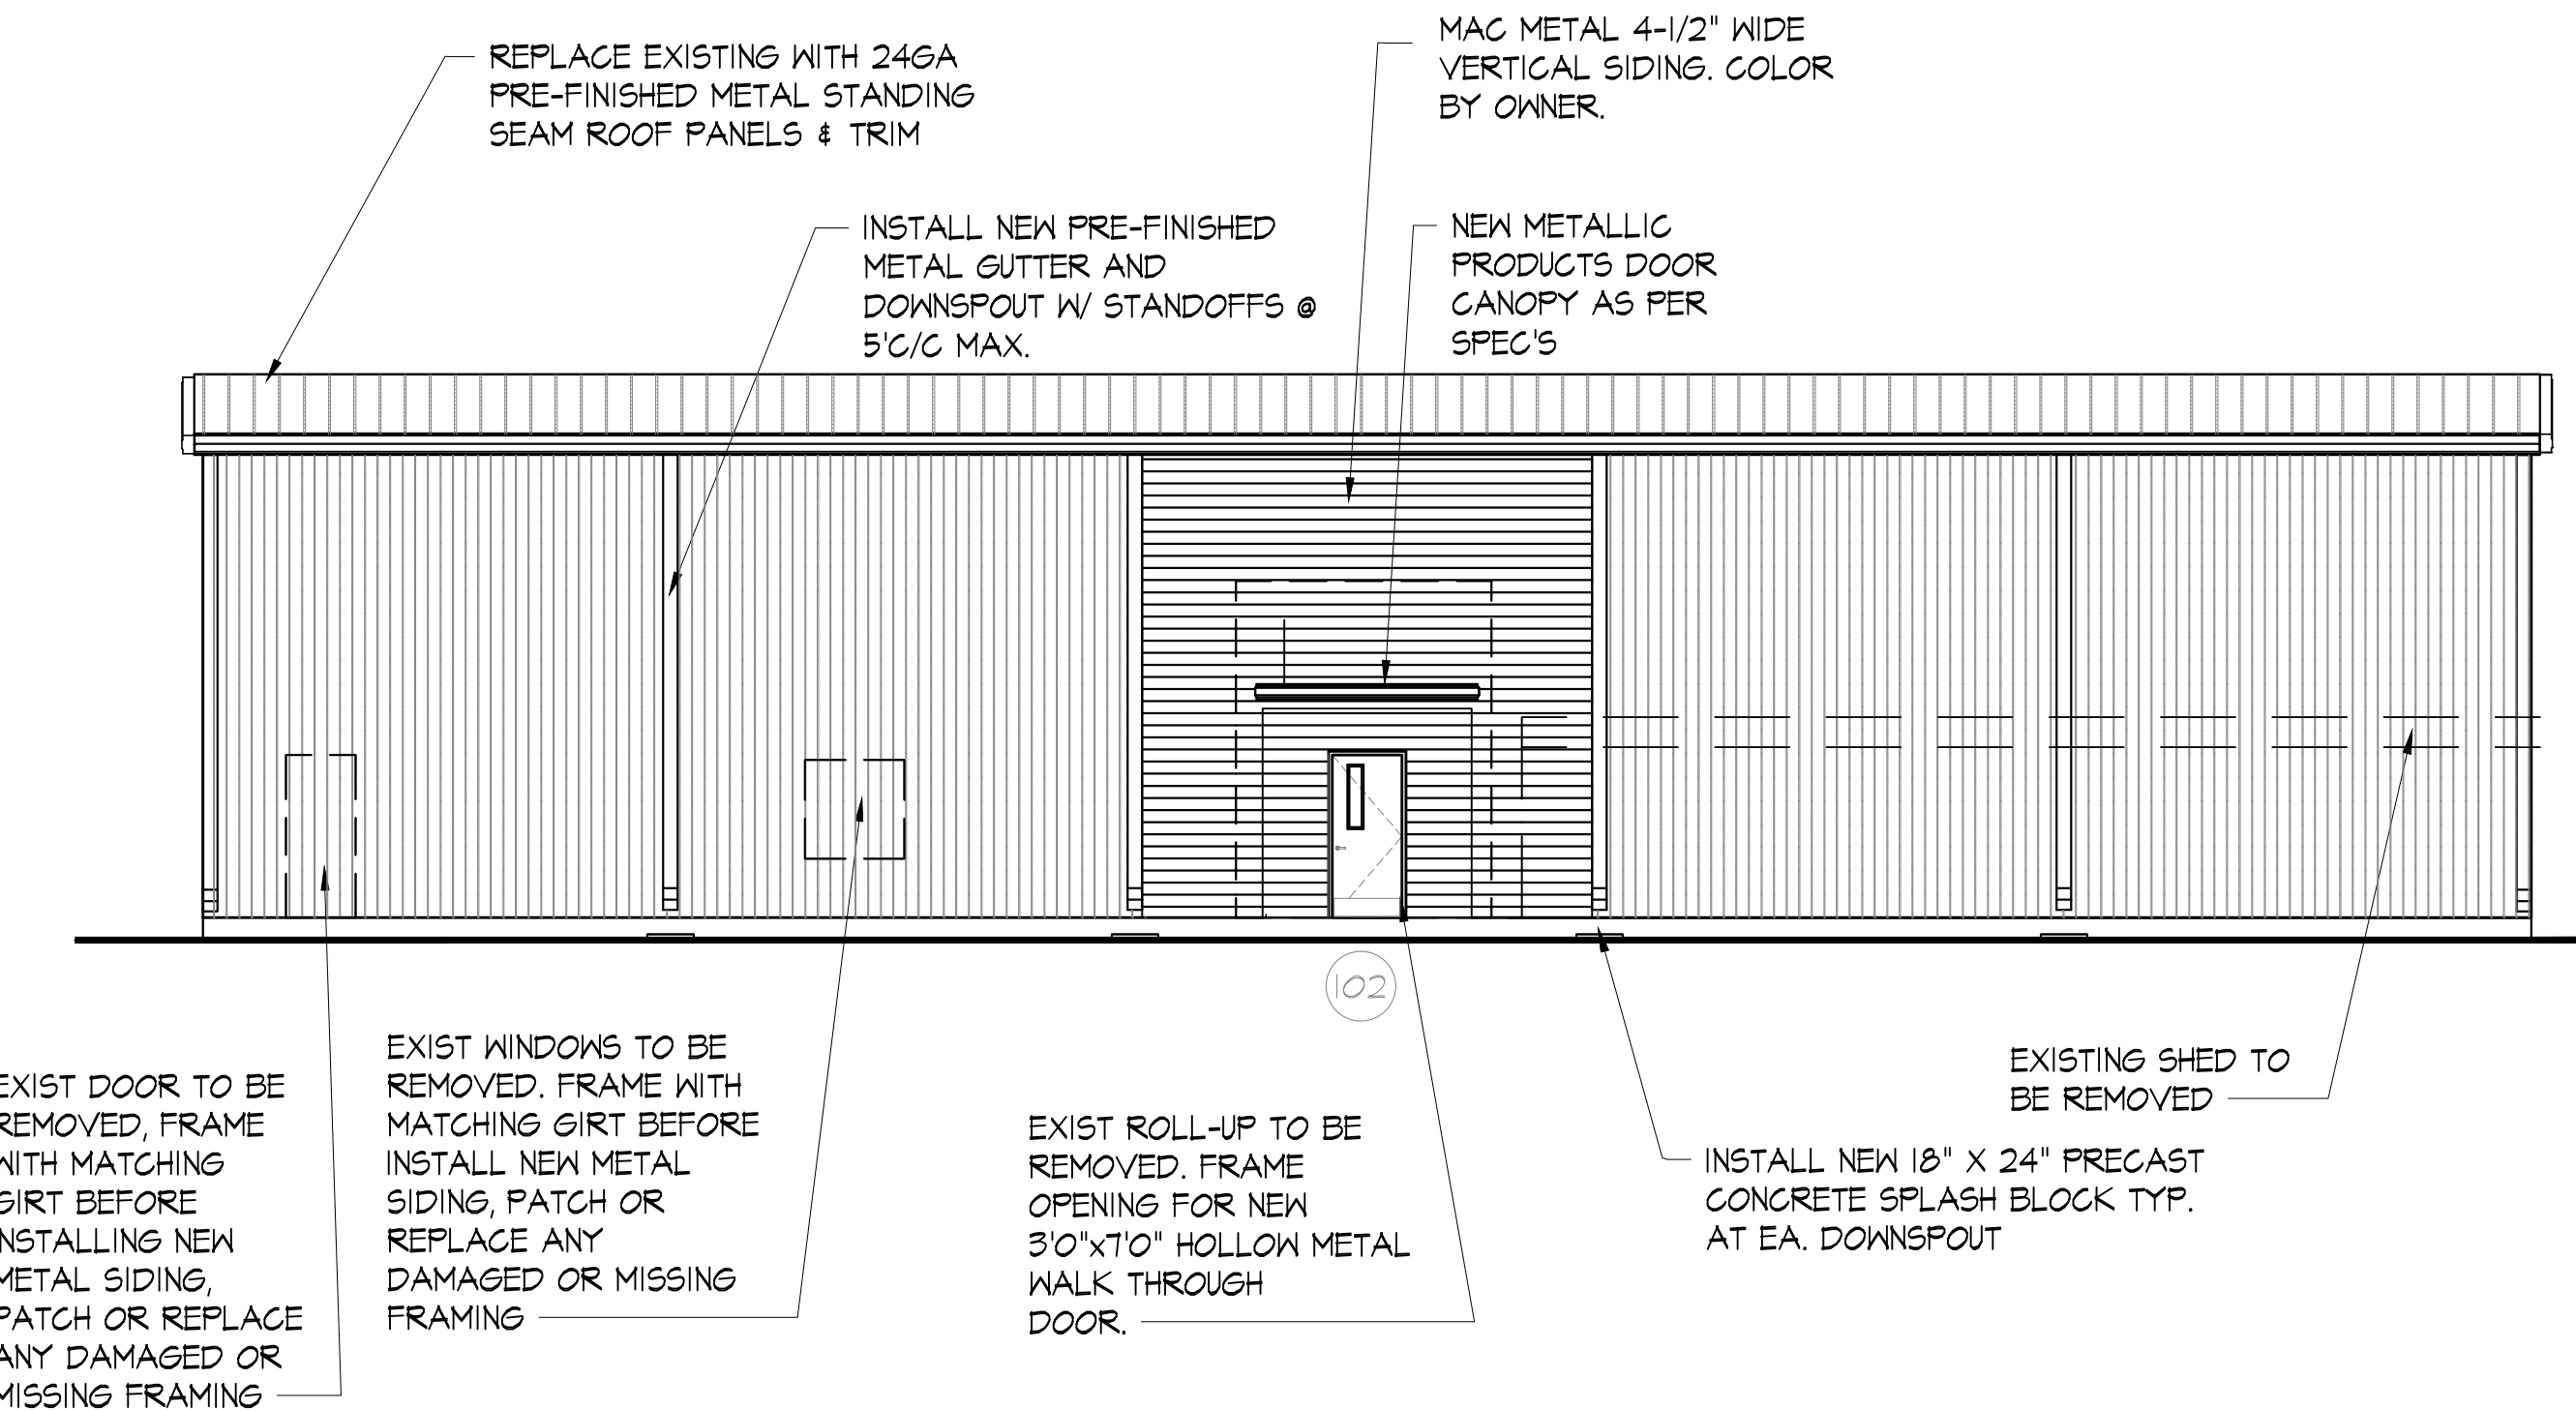 REPLACE EXISTING WITH 24GA
PRE-FINISHED METAL STANDING
SEAM ROOF PANELS & TRIM
MAC METAL 4-1/2" WIDE
VERTICAL SIDING. COLOR
BY OWNER.
INSTALL NEW PRE-FINISHED
METAL GUTTER AND
DOWNSPOUT W/ STANDOFFS @
5'C/C MAX.
NEW METALLIC
PRODUCTS DOOR
CANOPY AS PER
SPEC'S
102
EXIST DOOR TO BE
REMOVED, FRAME
WITH MATCHING
GIRT BEFORE
INSTALLING NEW
METAL SIDING,
PATCH OR REPLACE
ANY DAMAGED OR
MISSING FRAMING
EXIST WINDOWS TO BE
REMOVED. FRAME WITH
MATCHING GIRT BEFORE
INSTALL NEW METAL
SIDING, PATCH OR
REPLACE ANY
DAMAGED OR MISSING
FRAMING
EXIST ROLL-UP TO BE
REMOVED. FRAME
OPENING FOR NEW
3'0"x7'0" HOLLOW METAL
WALK THROUGH
DOOR.
EXISTING SHED TO
BE REMOVED
INSTALL NEW 18" X 24" PRECAST
CONCRETE SPLASH BLOCK TYP.
AT EA. DOWNSPOUT